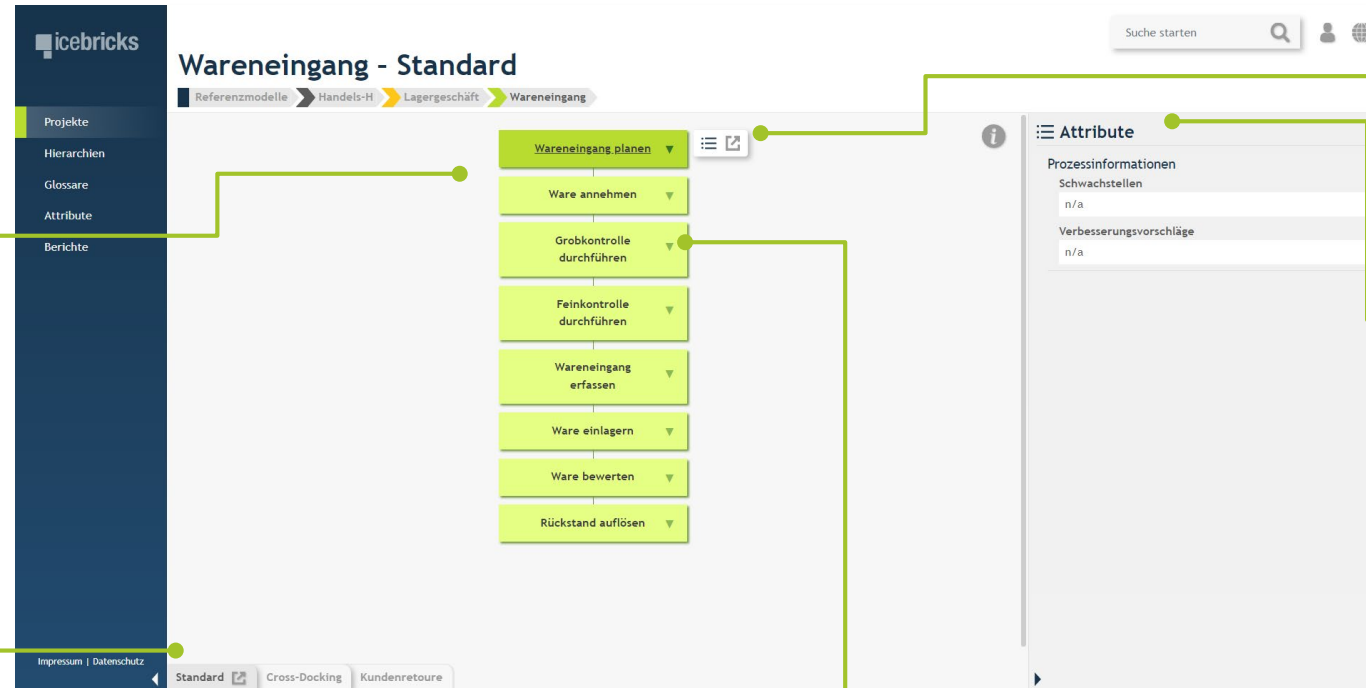 icebricks
Suche starten
Wareneingang - Standard
Referenzmodelle Handels-H Lagergeschäft Wareneingang
Projekte
Hierarchien
Glossare
Attribute
Berichte
Wareneingang planen
Ware annehmen
Grobkontrolle
durchführen
Feinkontrolle
durchführen
Wareneingang
erfassen
Ware einlagern
Ware bewerten
Rückstand auflösen
i
Attribute
Prozessinformationen
Schwachstellen
n/a
Verbesserungsvorschläge
n/a
Impressum | Datenschutz
Standard Cross-Docking Kundenretoure